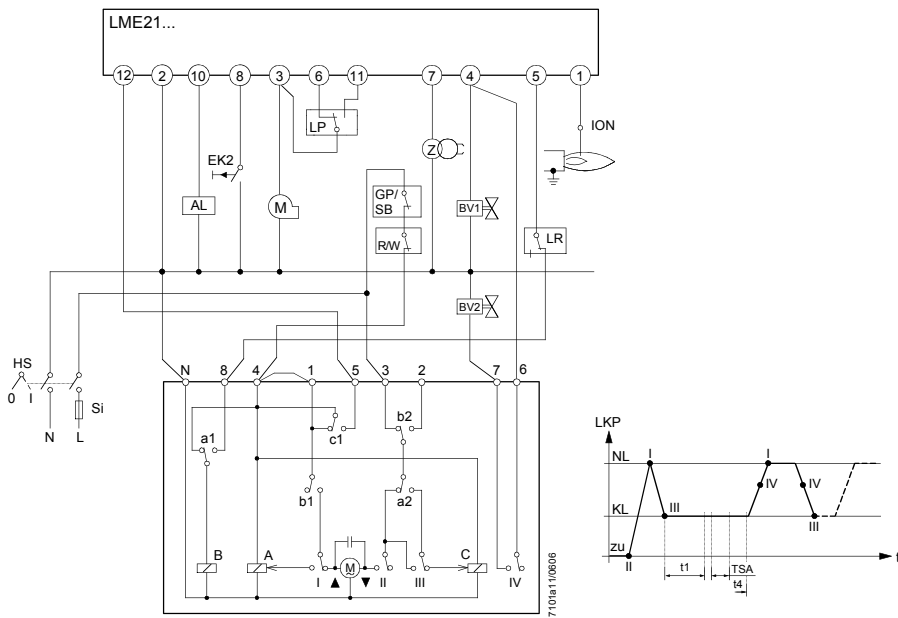 LME21...
12 2 10 8 3 6 11 7 4 5 1
LP
ION
EK2
Z
AL
M
GP/
SB
BV1
R/W
LR
BV2
HS
0 I
Si
N L
N 8 4 1 5 3 2 7 6
a1
c1
b2
b1
a2
B A I M ~ II III C IV
7101a11/0606
LKP
NL
I I
IV IV
KL
III III
zu
II
t
t1
TSA
t4